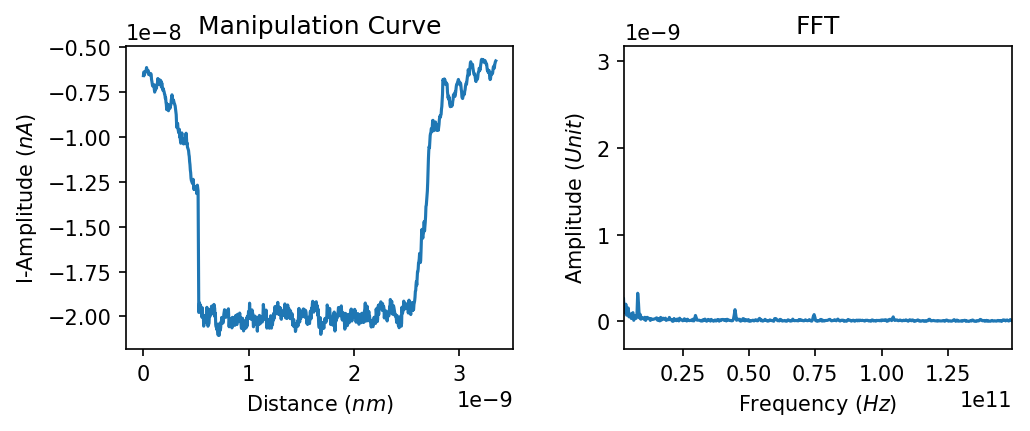 Manipulation Curve
1e−8
I-Amplitude (nA)
−0.50
−0.75
−1.00
−1.25
−1.50
−1.75
−2.00
0 1 2 3
Distance (nm)
1e−9
FFT
1e−9
Amplitude (Unit)
3
2
1
0
0.25 0.50 0.75 1.00 1.25
Frequency (Hz)
1e11